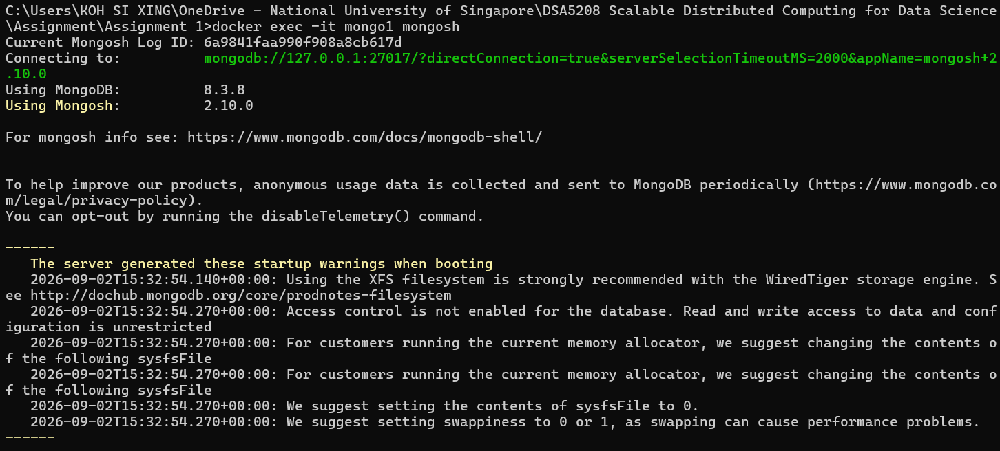 C:\Users\KOH SI XING\OneDrive - National University of Singapore\DSA5208 Scalable Distributed Computing for Data Science
\Assignment\Assignment 1>docker exec -it mongo1 mongosh
Current Mongosh Log ID: 6a9841faa990f908a8cb617d
Connecting to:          mongodb://127.0.0.1:27017/?directConnection=true&serverSelectionTimeoutMS=2000&appName=mongosh+2
.10.0
Using MongoDB:          8.3.8
Using Mongosh:          2.10.0
For mongosh info see: https://www.mongodb.com/docs/mongodb-shell/
To help improve our products, anonymous usage data is collected and sent to MongoDB periodically (https://www.mongodb.co
m/legal/privacy-policy).
You can opt-out by running the disableTelemetry() command.
------
   The server generated these startup warnings when booting
   2026-09-02T15:32:54.140+00:00: Using the XFS filesystem is strongly recommended with the WiredTiger storage engine. S
ee http://dochub.mongodb.org/core/prodnotes-filesystem
   2026-09-02T15:32:54.270+00:00: Access control is not enabled for the database. Read and write access to data and conf
iguration is unrestricted
   2026-09-02T15:32:54.270+00:00: For customers running the current memory allocator, we suggest changing the contents o
f the following sysfsFile
   2026-09-02T15:32:54.270+00:00: For customers running the current memory allocator, we suggest changing the contents o
f the following sysfsFile
   2026-09-02T15:32:54.270+00:00: We suggest setting the contents of sysfsFile to 0.
   2026-09-02T15:32:54.270+00:00: We suggest setting swappiness to 0 or 1, as swapping can cause performance problems.
------